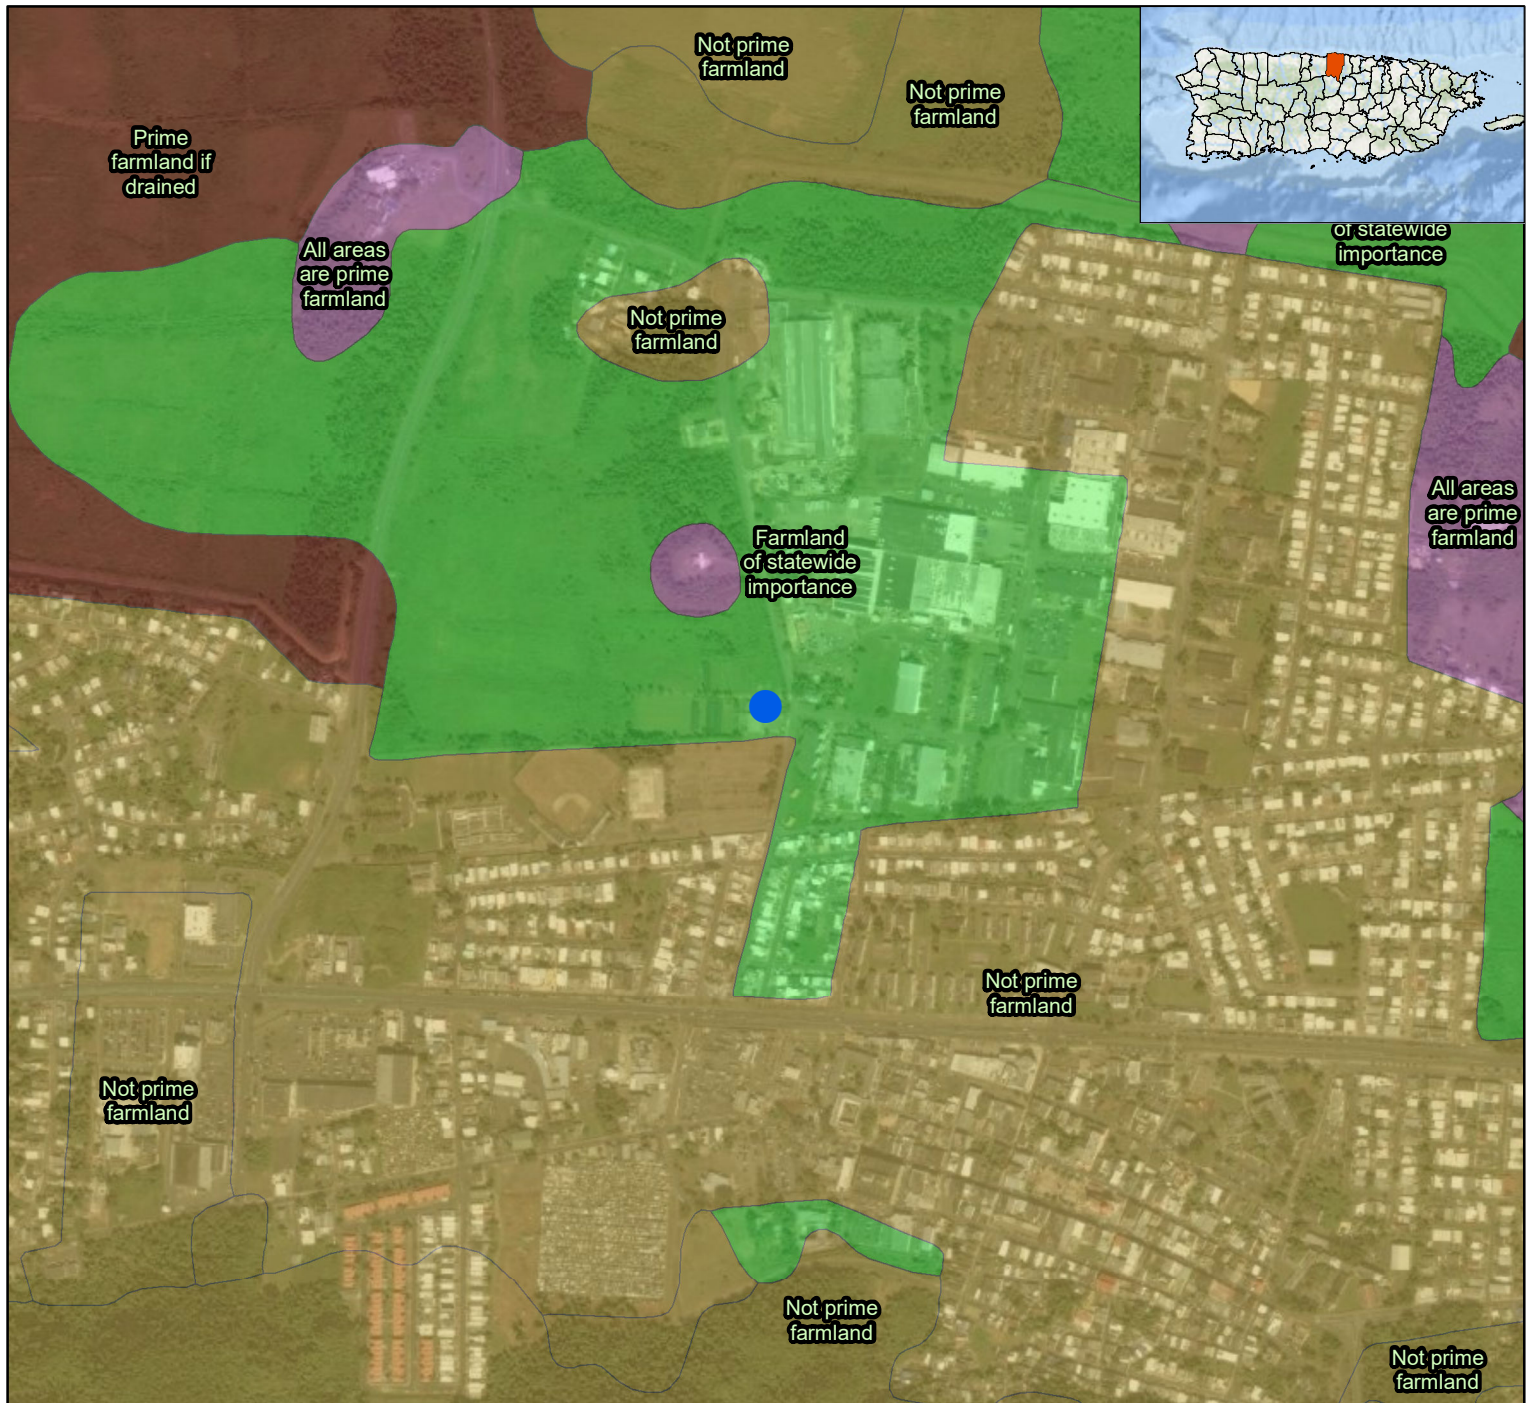 Not prime
farmland
Not prime
farmland
Prime
farmland if
drained
of statewide
importance
All areas
are prime
farmland
Not prime
farmland
All areas
are prime
farmland
Farmland
of statewide
importance
Not prime
farmland
Not prime
farmland
Not prime
farmland
Not prime
farmland